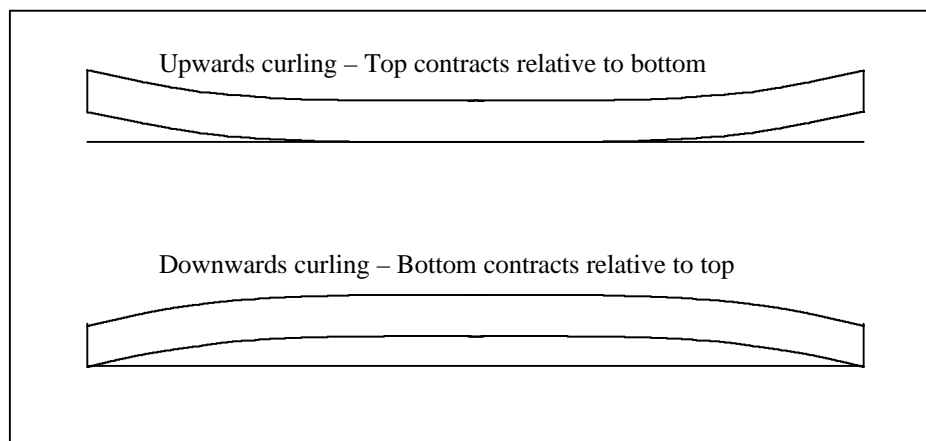 Upwards curling – Top contracts relative to bottom
Downwards curling – Bottom contracts relative to top